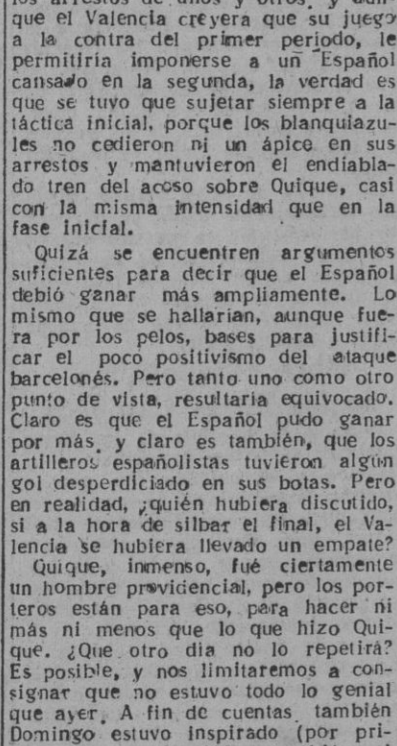 los arrestos de unos y otros. y aun-
que el Valencia creyera que su juego
a la contra del primer periodo, le
permitiría imponerse a un Español
cansado en la segunda, la verdad es
que se tuvo que sujetar siempre a la
táctica inicial, porque los blanquiazu-
les no cedieron ni un ápice en sus
arrestos y mantuvieron el endiabla-
do tren del acoso sobre Quique, casi
con la misma intensidad que en la
fase inicial.
Quizá se encuentren argumentos
suficientes para decir que el Español
debió ganar más ampliamente. Lo
mismo que se hallarían, aunque fue-
ra por los pelos, bases para justifi-
car el poco positivismo del ataque
barcelonés. Pero tanto uno como otro
punto de vista, resultaría equivocado.
Claro es que el Español pudo ganar
por más, y claro es también, que los
artilleros españolistas tuvieron algún
gol desperdiciado en sus botas. Pero
en realidad, ¿quién hubiera discutido,
si a la hora de silbar el final, el Va-
lencia se hubiera llevado un empate?
Quique, inmenso, fué ciertamente
un hombre providencial, pero los por-
teros están para eso, para hacer ni
más ni menos que lo que hizo Qui-
que. ¿Que otro día no lo repetirá?
Es posible, y nos limitaremos a con-
signar que no estuvo todo lo genial
que ayer. A fin de cuentas también
Domingo estuvo inspirado (por pri-